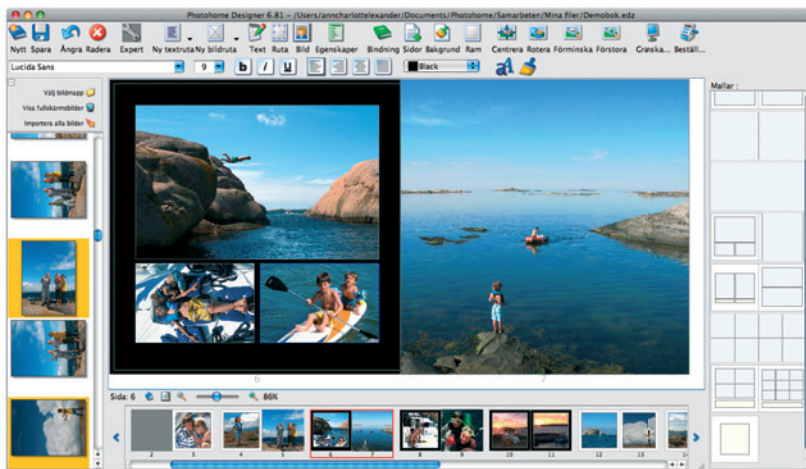 Photohome Designer 6.81 – /Users/anncharlottealexander/Documents/Photohome/Samarbeten/Mina filer/Demobok.edz
Nytt Spara Ångra Radera Expert Ny textruta Ny bildruta Text Ruta Bild Egenskaper Bindning Sidor Bakgrund Ram Centrera Rotera Förminska Förstora Granska... Beställ...
Lucida Sans 9 b i u Black a A
Välj bildmapp
Visa fullskärmsbilder
Importera alla bilder
Mallar :
6 7
Sida: 6 86%
2 3 4 5 6 7 8 9 10 11 12 13 14